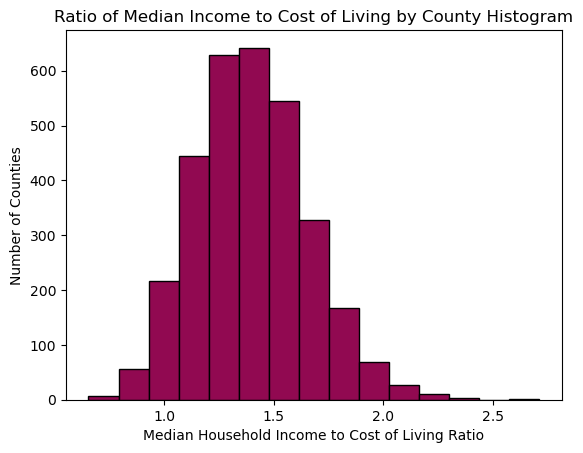 Ratio of Median Income to Cost of Living by County Histogram
600
500
400
300
200
100
0
Number of Counties
1.0 1.5 2.0 2.5
Median Household Income to Cost of Living Ratio